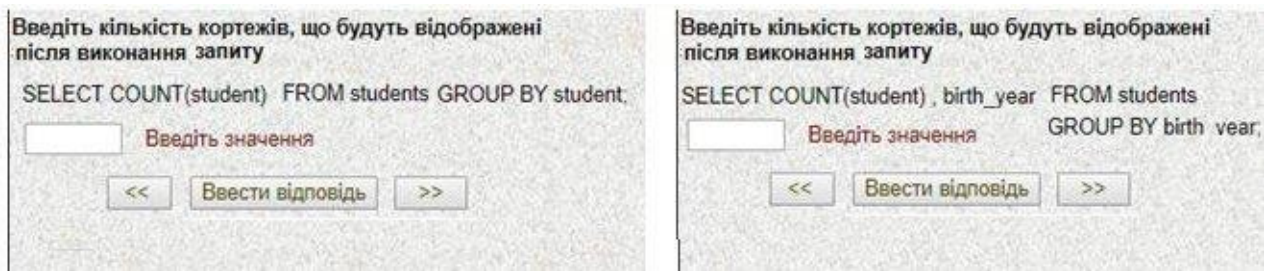 Введіть кількість кортежів, що будуть відображені
після виконання запиту
SELECT COUNT(student) FROM students GROUP BY student;
Введіть значення
<<
Ввести відповідь
>>
Введіть кількість кортежів, що будуть відображені
після виконання запиту
SELECT COUNT(student) , birth_year FROM students
GROUP BY birth year;
Введіть значення
<<
Ввести відповідь
>>